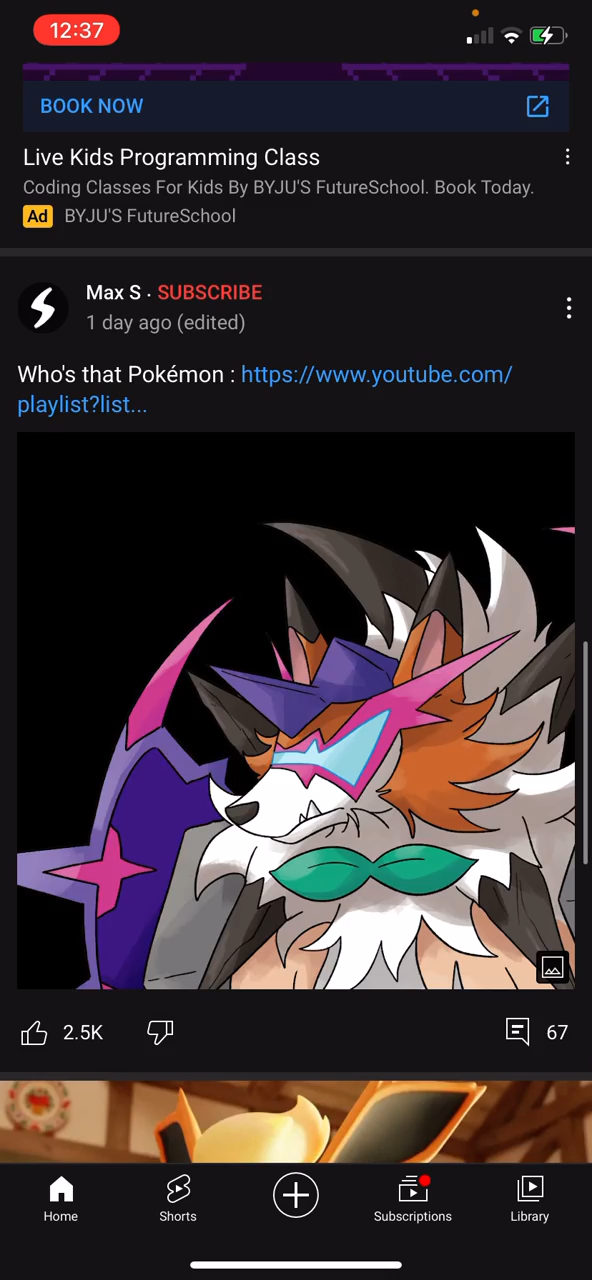 12:37
BOOK NOW
Live Kids Programming Class
Coding Classes For Kids By BYJU'S FutureSchool. Book Today.
Ad BYJU'S FutureSchool
Max S · SUBSCRIBE
1 day ago (edited)
Who's that Pokémon : https://www.youtube.com/
playlist?list...
2.5K 67
Home Shorts Subscriptions Library